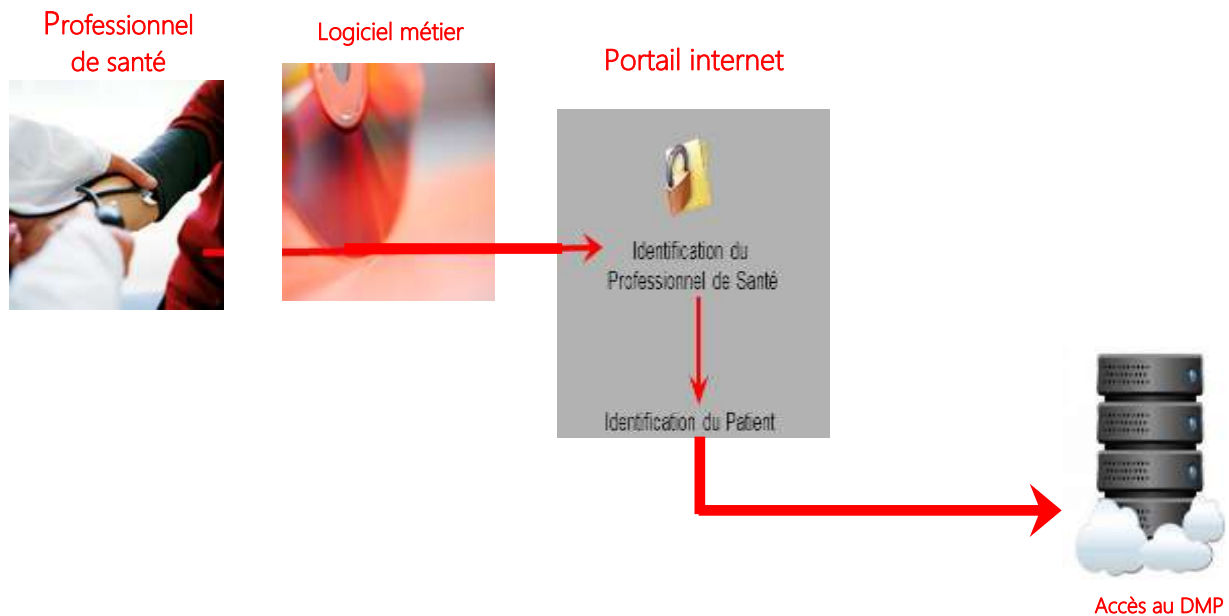 Professionnel
de santé
Logiciel métier
Portail internet
Identification du
Professionnel de Santé
Identification du Patient
Accès au DMP